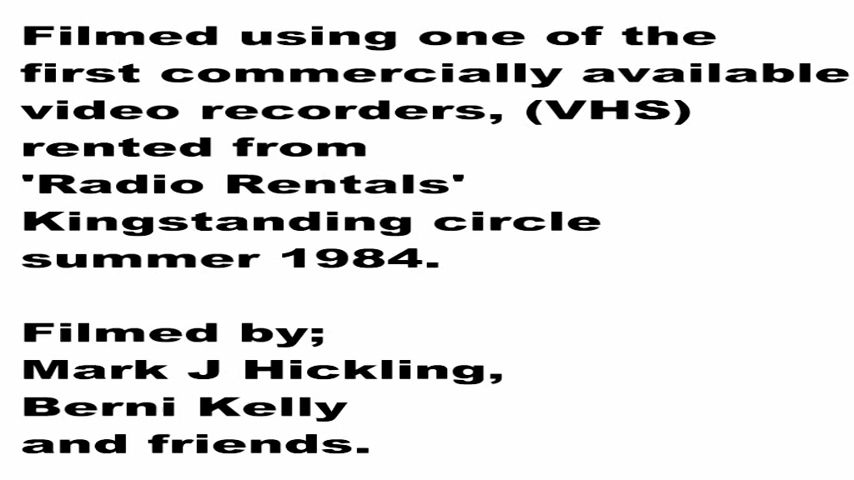 Filmed using one of the
first commercially available
video recorders, (VHS)
rented from
'Radio Rentals'
Kingstanding circle
summer 1984.
Filmed by;
Mark J Hickling,
Berni Kelly
and friends.